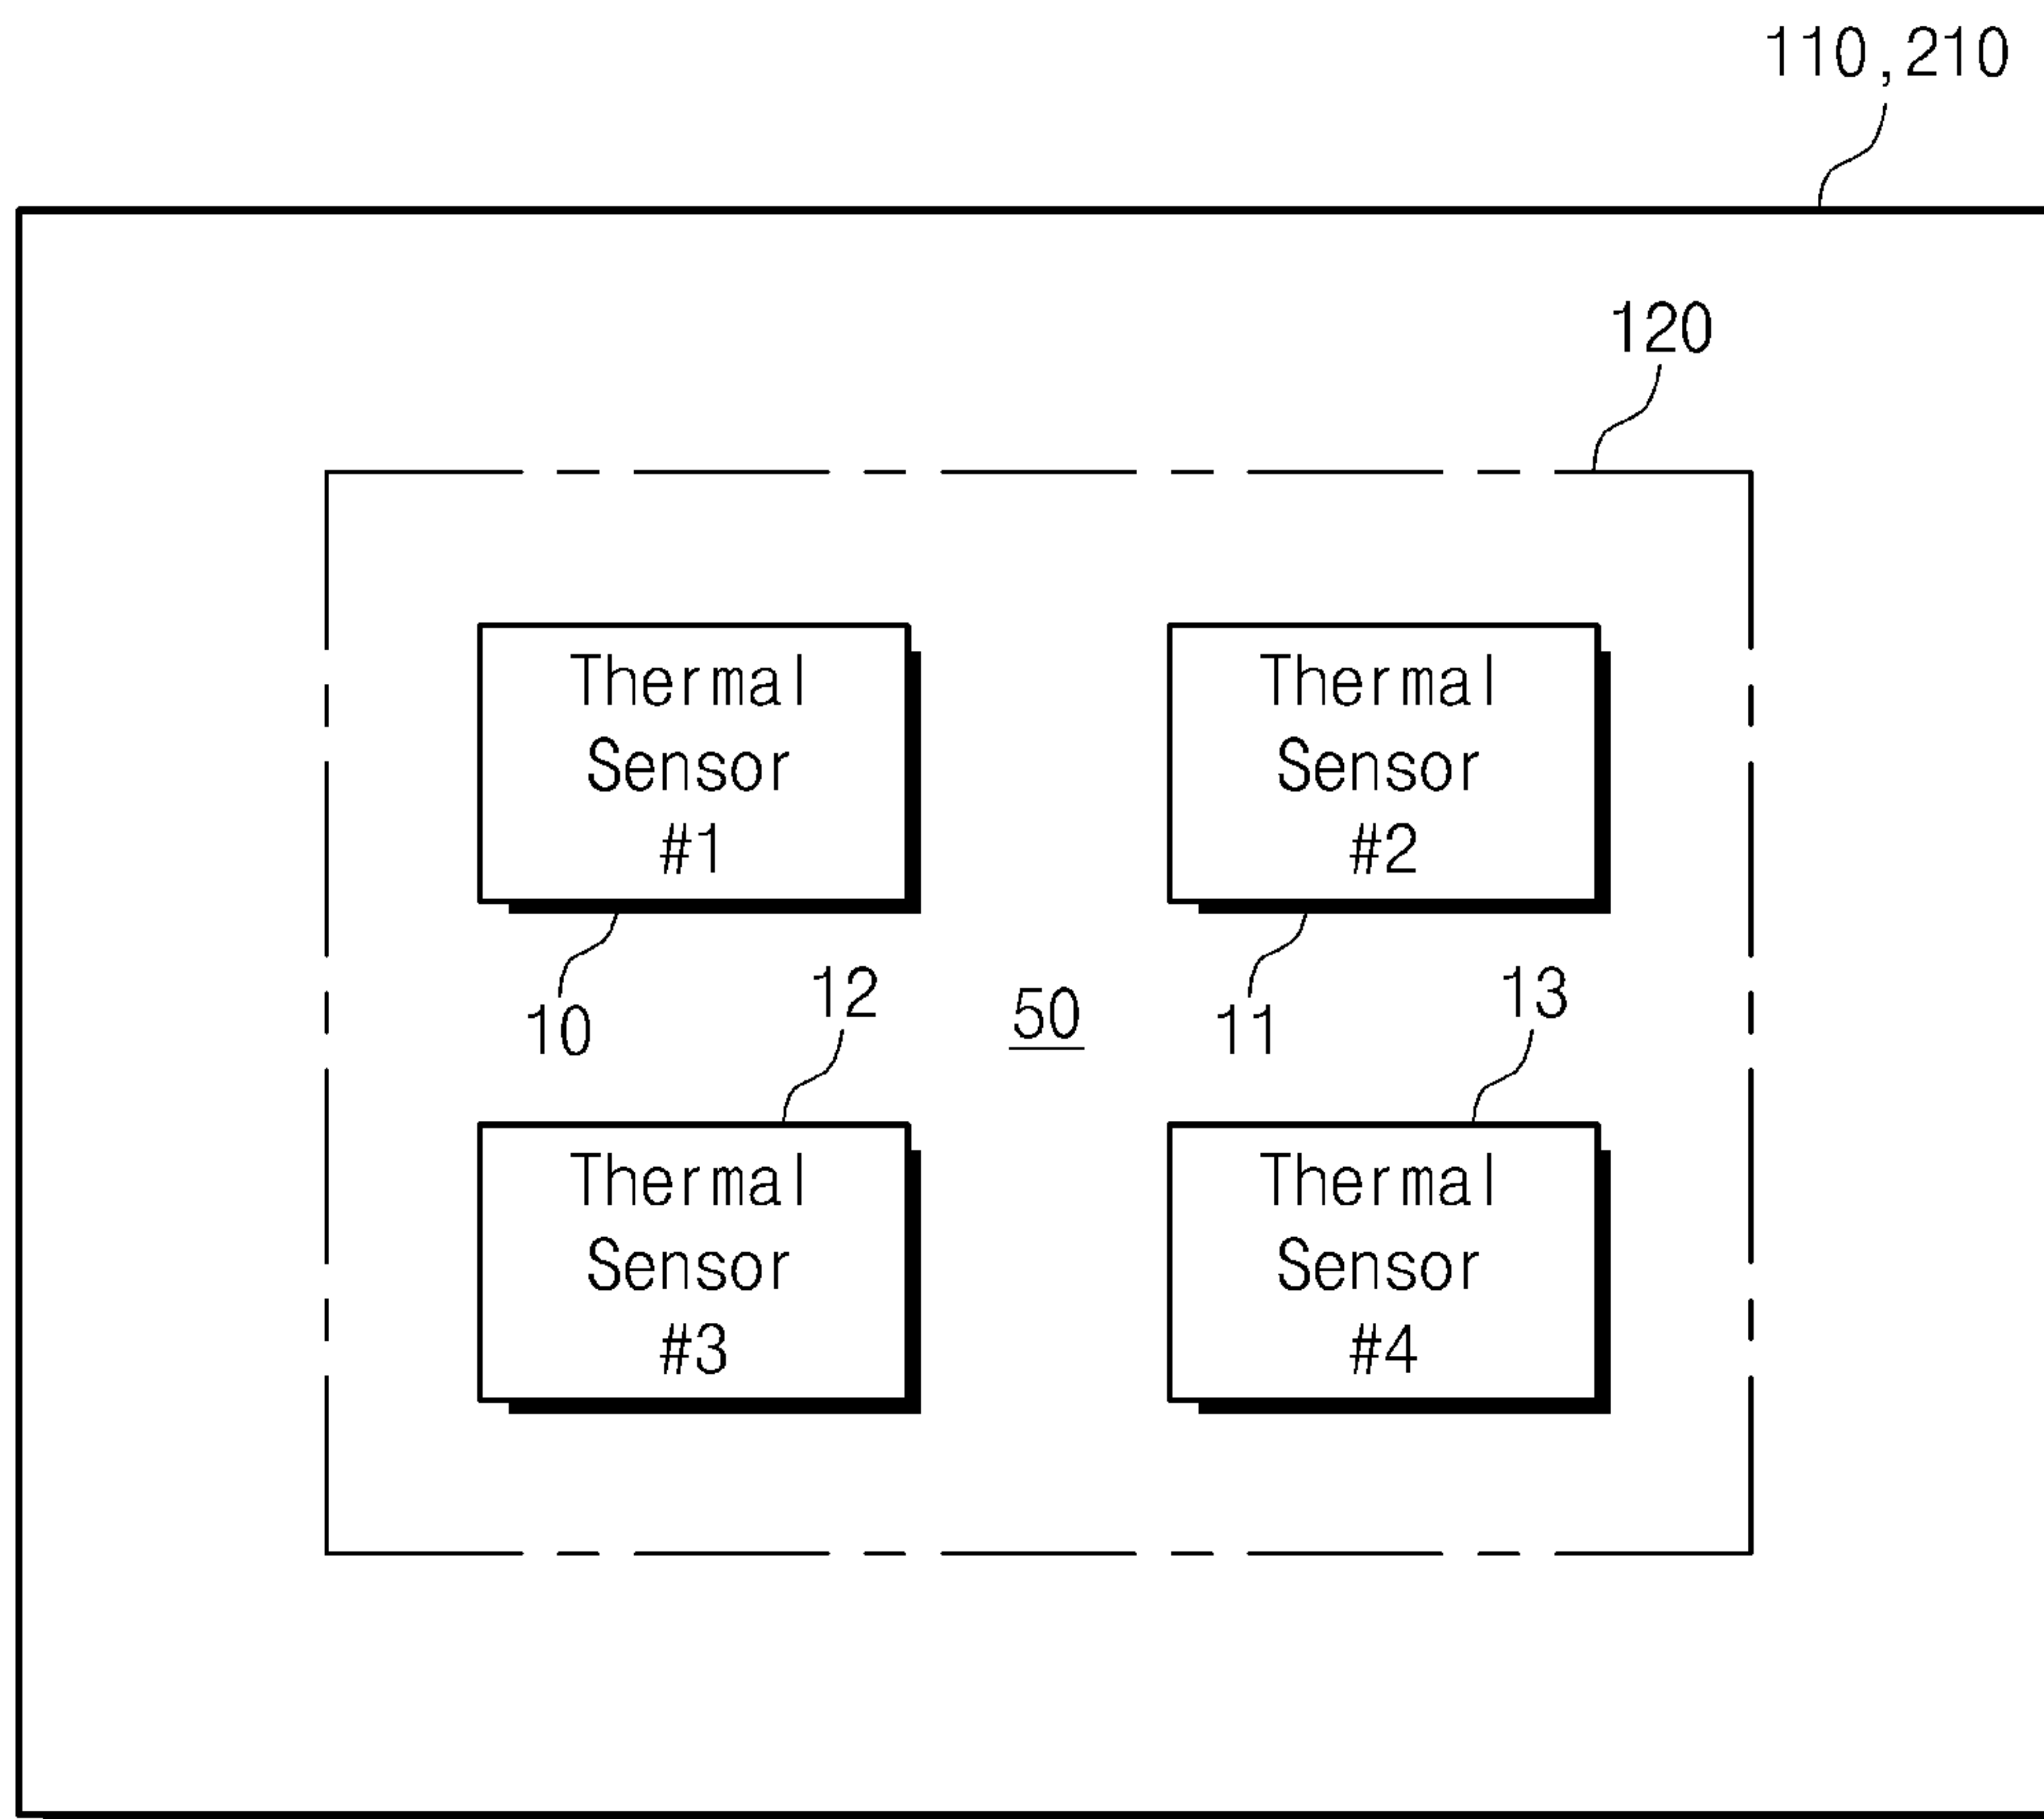 110,210
120
Thermal
Sensor
#1
Thermal
Sensor
#2
10
12
50
11
13
Thermal
Sensor
#3
Thermal
Sensor
#4